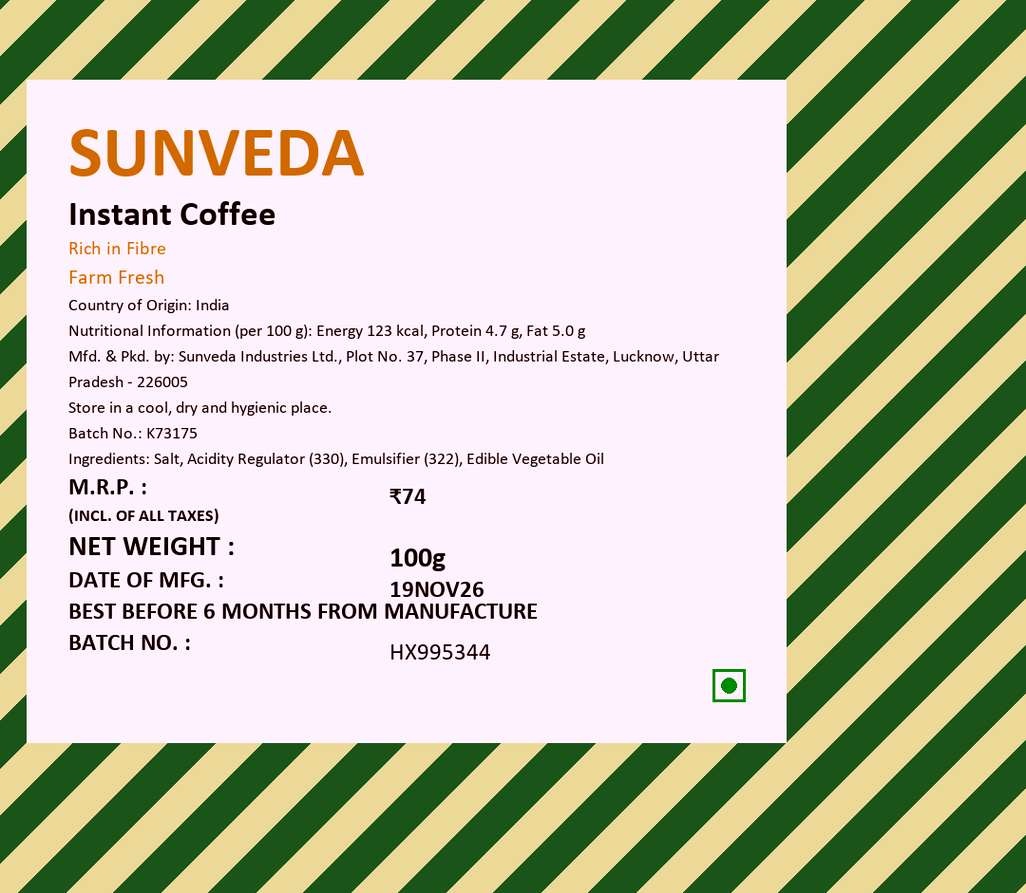 SUNVEDA
Instant Coffee
Rich in Fibre
Farm Fresh
Country of Origin: India
Nutritional Information (per 100 g): Energy 123 kcal, Protein 4.7 g, Fat 5.0 g
Mfd. & Pkd. by: Sunveda Industries Ltd., Plot No. 37, Phase II, Industrial Estate, Lucknow, Uttar
Pradesh - 226005
Store in a cool, dry and hygienic place.
Batch No.: K73175
Ingredients: Salt, Acidity Regulator (330), Emulsifier (322), Edible Vegetable Oil
M.R.P. : ₹74
(INCL. OF ALL TAXES)
NET WEIGHT : 100g
DATE OF MFG. : 19NOV26
BEST BEFORE 6 MONTHS FROM MANUFACTURE
BATCH NO. : HX995344